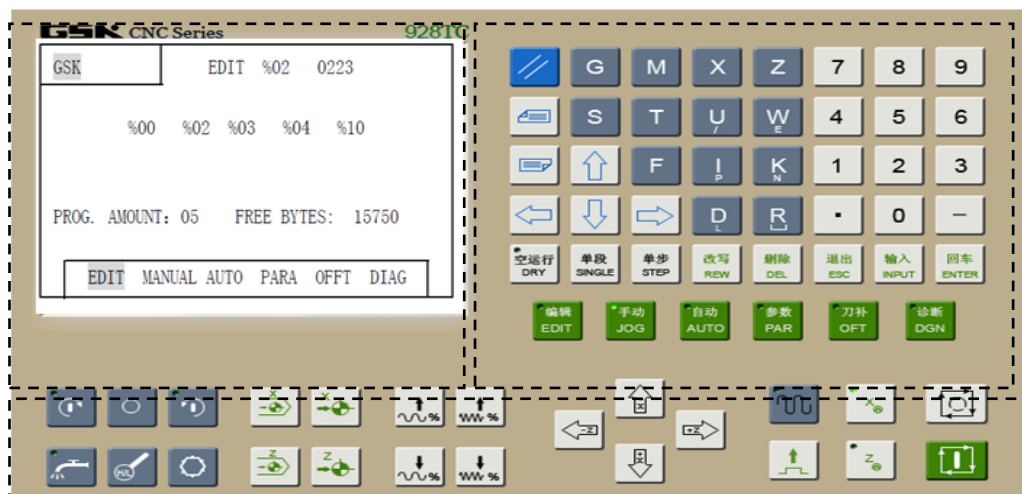 GSK CNC Series 928TC
GSK EDIT %02 0223
%00 %02 %03 %04 %10
PROG. AMOUNT: 05 FREE BYTES: 15750
EDIT MANUAL AUTO PARA OFFT DIAG
G M X Z 7 8 9
S T U/ WE 4 5 6
F IP KN 1 2 3
DL R . 0 —
空运行 单段 单步 改写 删除 退出 输入 回车
DRY SINGLE STEP REW DEL ESC INPUT ENTER
编辑 手动 自动 参数 刀补 诊断
EDIT JOG AUTO PAR OFT DGN
X X % % X X
-Z +Z
Z Z % % X Z
H/L